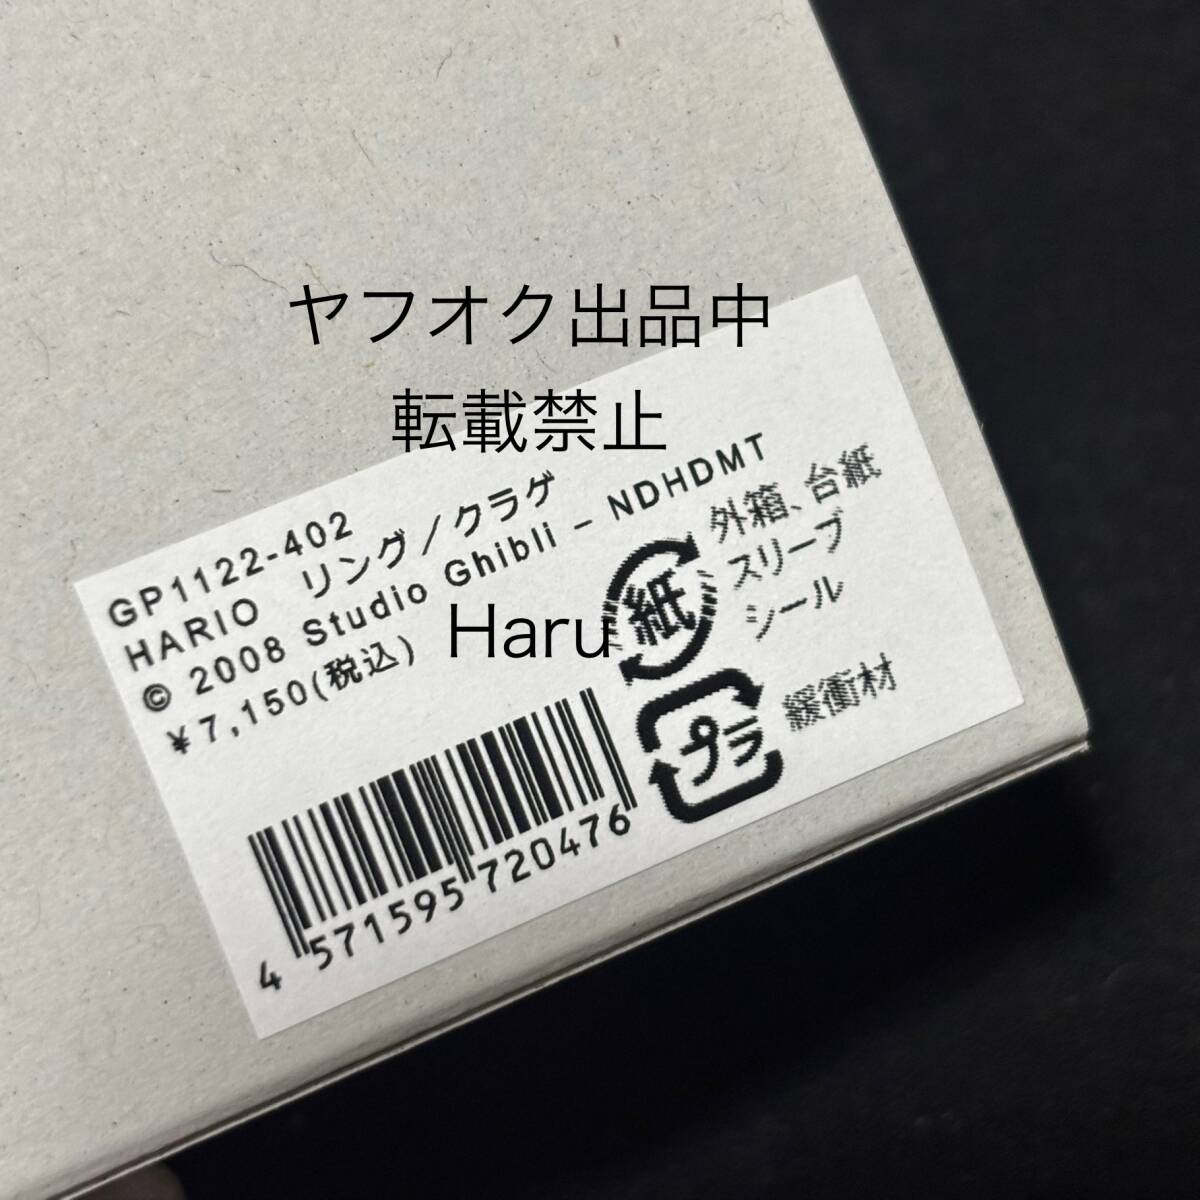 ヤフオク出品中
転載禁止
Haru
GP1122-402
HARIO リング／クラゲ
© 2008 Studio Ghibli - NDHDMT
¥7,150(税込)
紙
外箱、台紙
スリーブ
シール
プラ
緩衝材
4 571595 720476